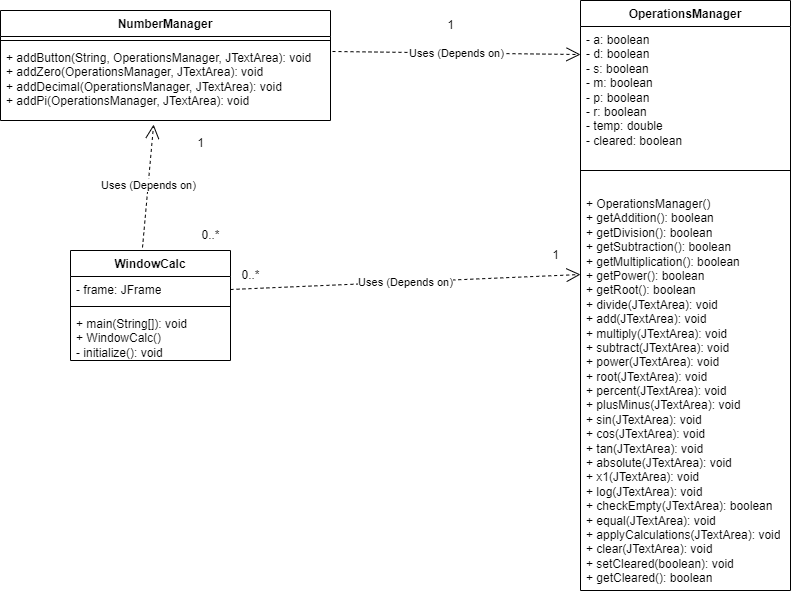 NumberManager
+ addButton(String, OperationsManager, JTextArea): void
+ addZero(OperationsManager, JTextArea): void
+ addDecimal(OperationsManager, JTextArea): void
+ addPi(OperationsManager, JTextArea): void
1
Uses (Depends on)
OperationsManager
- a: boolean
- d: boolean
- s: boolean
- m: boolean
- p: boolean
- r: boolean
- temp: double
- cleared: boolean
+ OperationsManager()
+ getAddition(): boolean
+ getDivision(): boolean
+ getSubtraction(): boolean
+ getMultiplication(): boolean
+ getPower(): boolean
+ getRoot(): boolean
+ divide(JTextArea): void
+ add(JTextArea): void
+ multiply(JTextArea): void
+ subtract(JTextArea): void
+ power(JTextArea): void
+ root(JTextArea): void
+ percent(JTextArea): void
+ plusMinus(JTextArea): void
+ sin(JTextArea): void
+ cos(JTextArea): void
+ tan(JTextArea): void
+ absolute(JTextArea): void
+ x1(JTextArea): void
+ log(JTextArea): void
+ checkEmpty(JTextArea): boolean
+ equal(JTextArea): void
+ applyCalculations(JTextArea): void
+ clear(JTextArea): void
+ setCleared(boolean): void
+ getCleared(): boolean
1
Uses (Depends on)
0..*
WindowCalc
- frame: JFrame
+ main(String[]): void
+ WindowCalc()
- initialize(): void
0..*
Uses (Depends on)
1